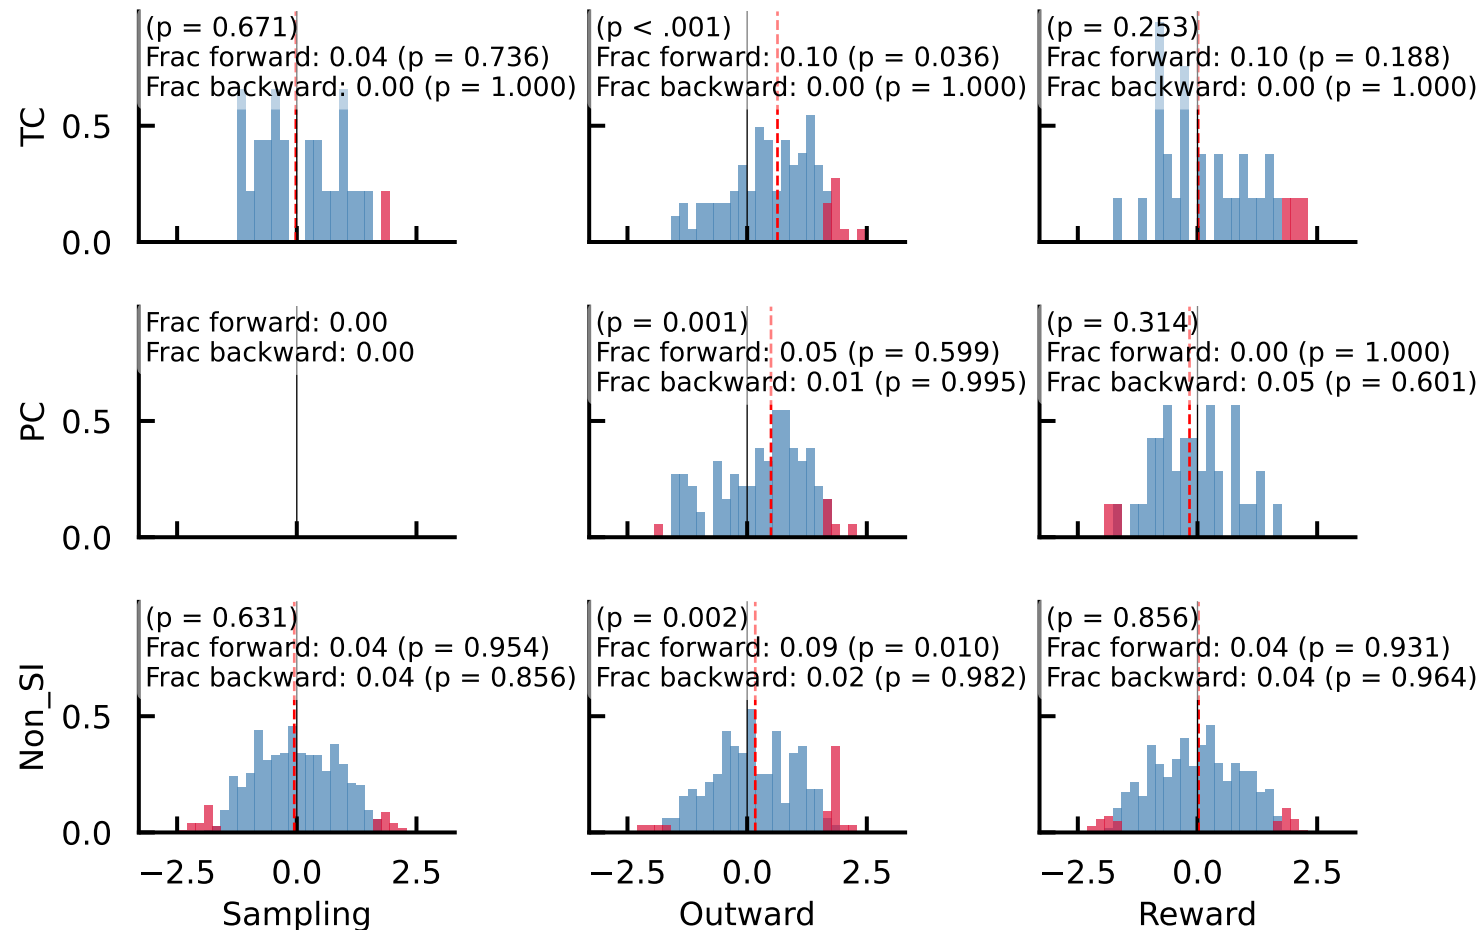 (p = 0.671)
Frac forward: 0.04 (p = 0.736)
Frac backward: 0.00 (p = 1.000)
(p < .001)
Frac forward: 0.10 (p = 0.036)
Frac backward: 0.00 (p = 1.000)
(p = 0.253)
Frac forward: 0.10 (p = 0.188)
Frac backward: 0.00 (p = 1.000)
TC
0.5
0.0
Frac forward: 0.00
Frac backward: 0.00
(p = 0.001)
Frac forward: 0.05 (p = 0.599)
Frac backward: 0.01 (p = 0.995)
(p = 0.314)
Frac forward: 0.00 (p = 1.000)
Frac backward: 0.05 (p = 0.601)
PC
0.5
0.0
(p = 0.631)
Frac forward: 0.04 (p = 0.954)
Frac backward: 0.04 (p = 0.856)
(p = 0.002)
Frac forward: 0.09 (p = 0.010)
Frac backward: 0.02 (p = 0.982)
(p = 0.856)
Frac forward: 0.04 (p = 0.931)
Frac backward: 0.04 (p = 0.964)
Non_SI
0.5
0.0
−2.5 0.0 2.5
−2.5 0.0 2.5
−2.5 0.0 2.5
Sampling
Outward
Reward